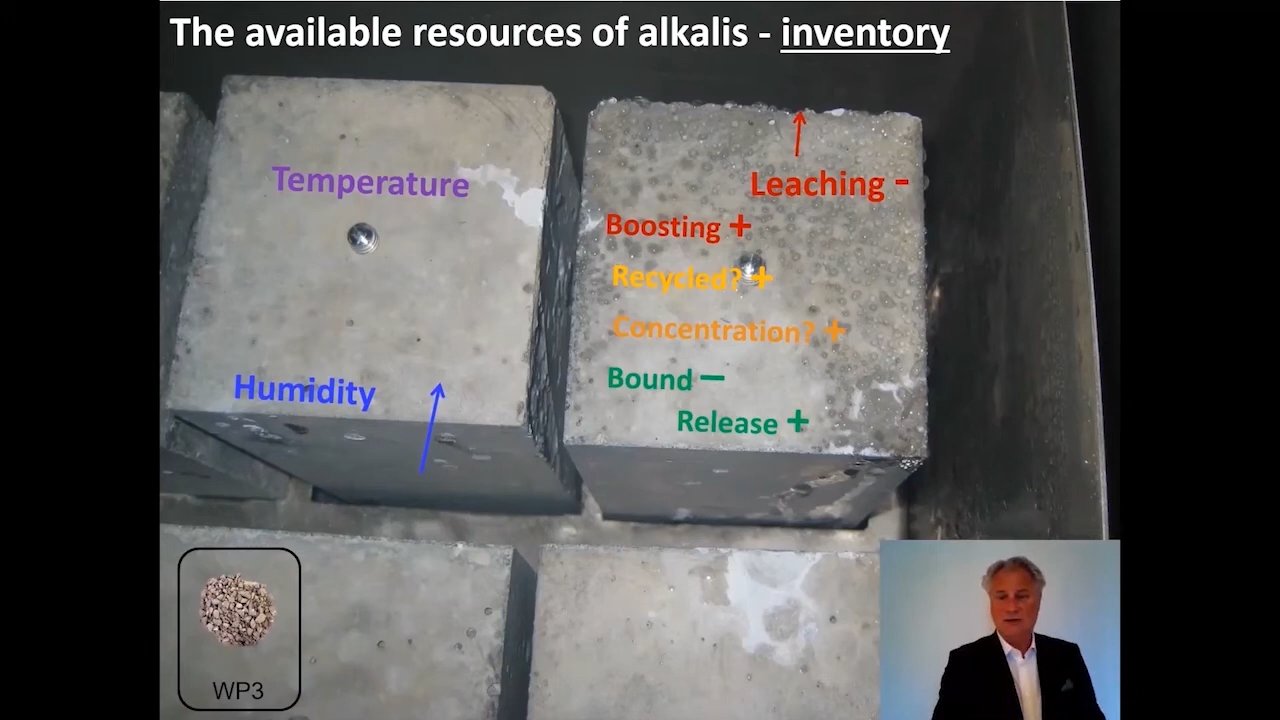 The available resources of alkalis - inventory
Temperature
Humidity
Leaching -
Boosting +
Recycled? +
Concentration? +
Bound –
Release +
WP3